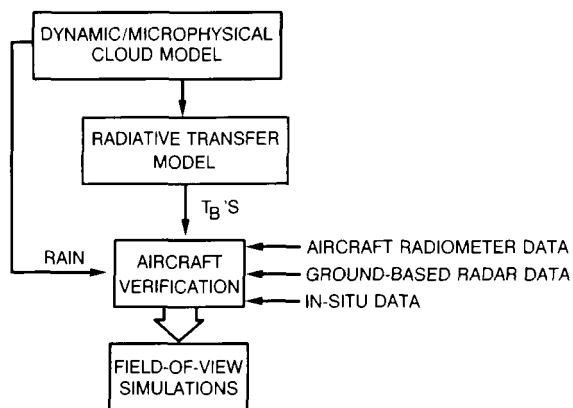 DYNAMIC/MICROPHYSICAL
CLOUD MODEL
RADIATIVE TRANSFER
MODEL
TB'S
RAIN
AIRCRAFT
VERIFICATION
AIRCRAFT RADIOMETER DATA
GROUND-BASED RADAR DATA
IN-SITU DATA
FIELD-OF-VIEW
SIMULATIONS